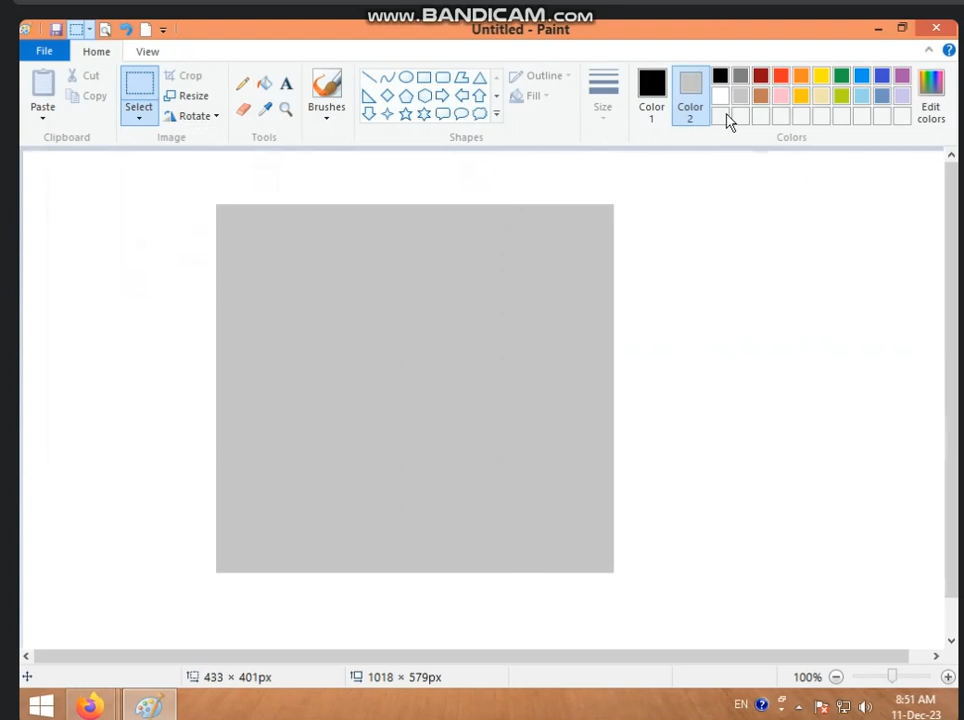 www.BANDICAM.com
Untitled - Paint
File Home View
Paste
Cut
Copy
Clipboard
Select
Crop
Resize
Rotate
Image
A
Tools
Brushes
Outline
Fill
Shapes
Size
Color 1
Color 2
Edit colors
Colors
433 × 401px
1018 × 579px
100%
EN
8:51 AM
11-Dec-23